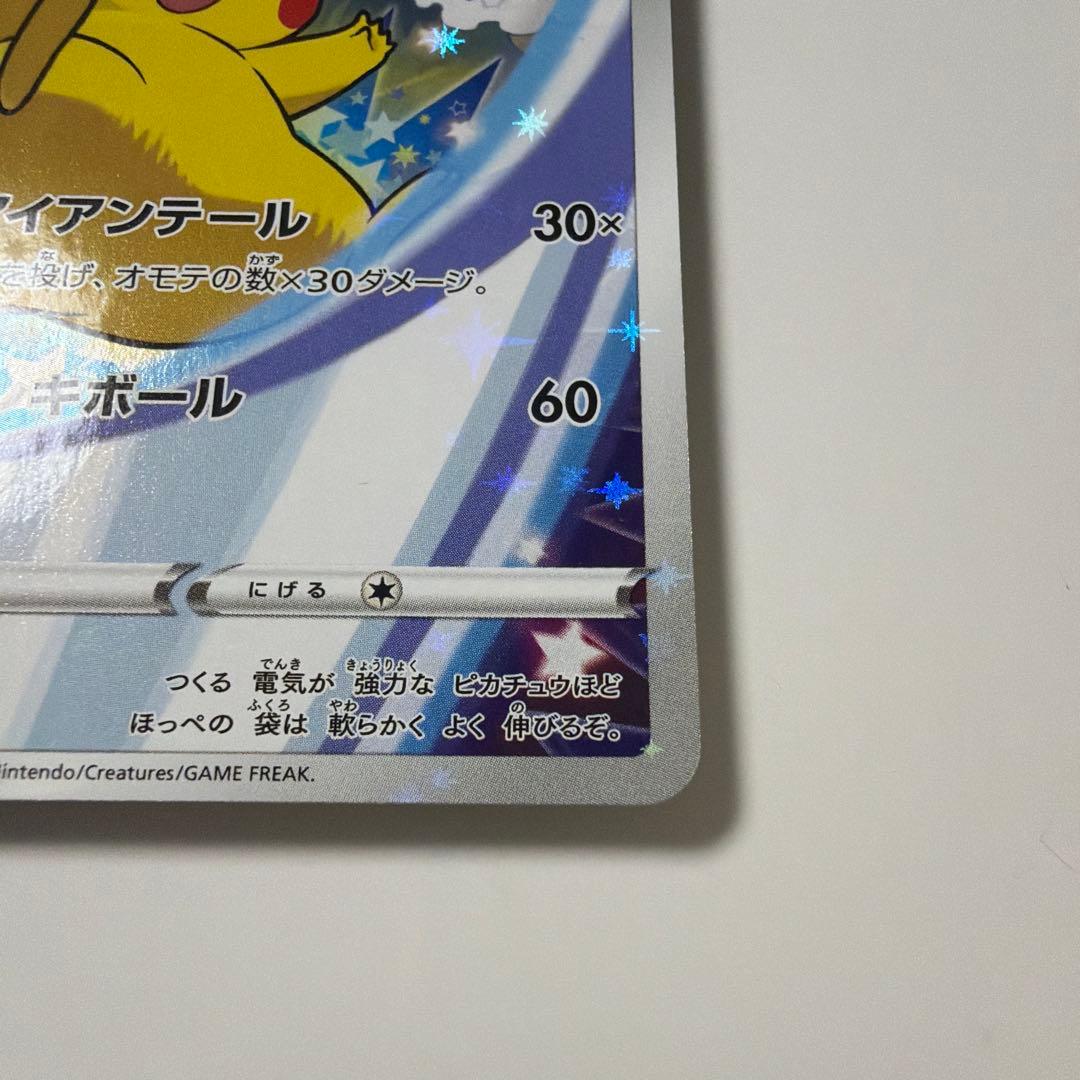 イアンテール 30×
を投げ、オモテの数×30ダメージ。
キボール 60
にげる
つくる 電気が 強力な ピカチュウほど
ほっぺの 袋は 軟らかく よく 伸びるぞ。
Nintendo/Creatures/GAME FREAK.